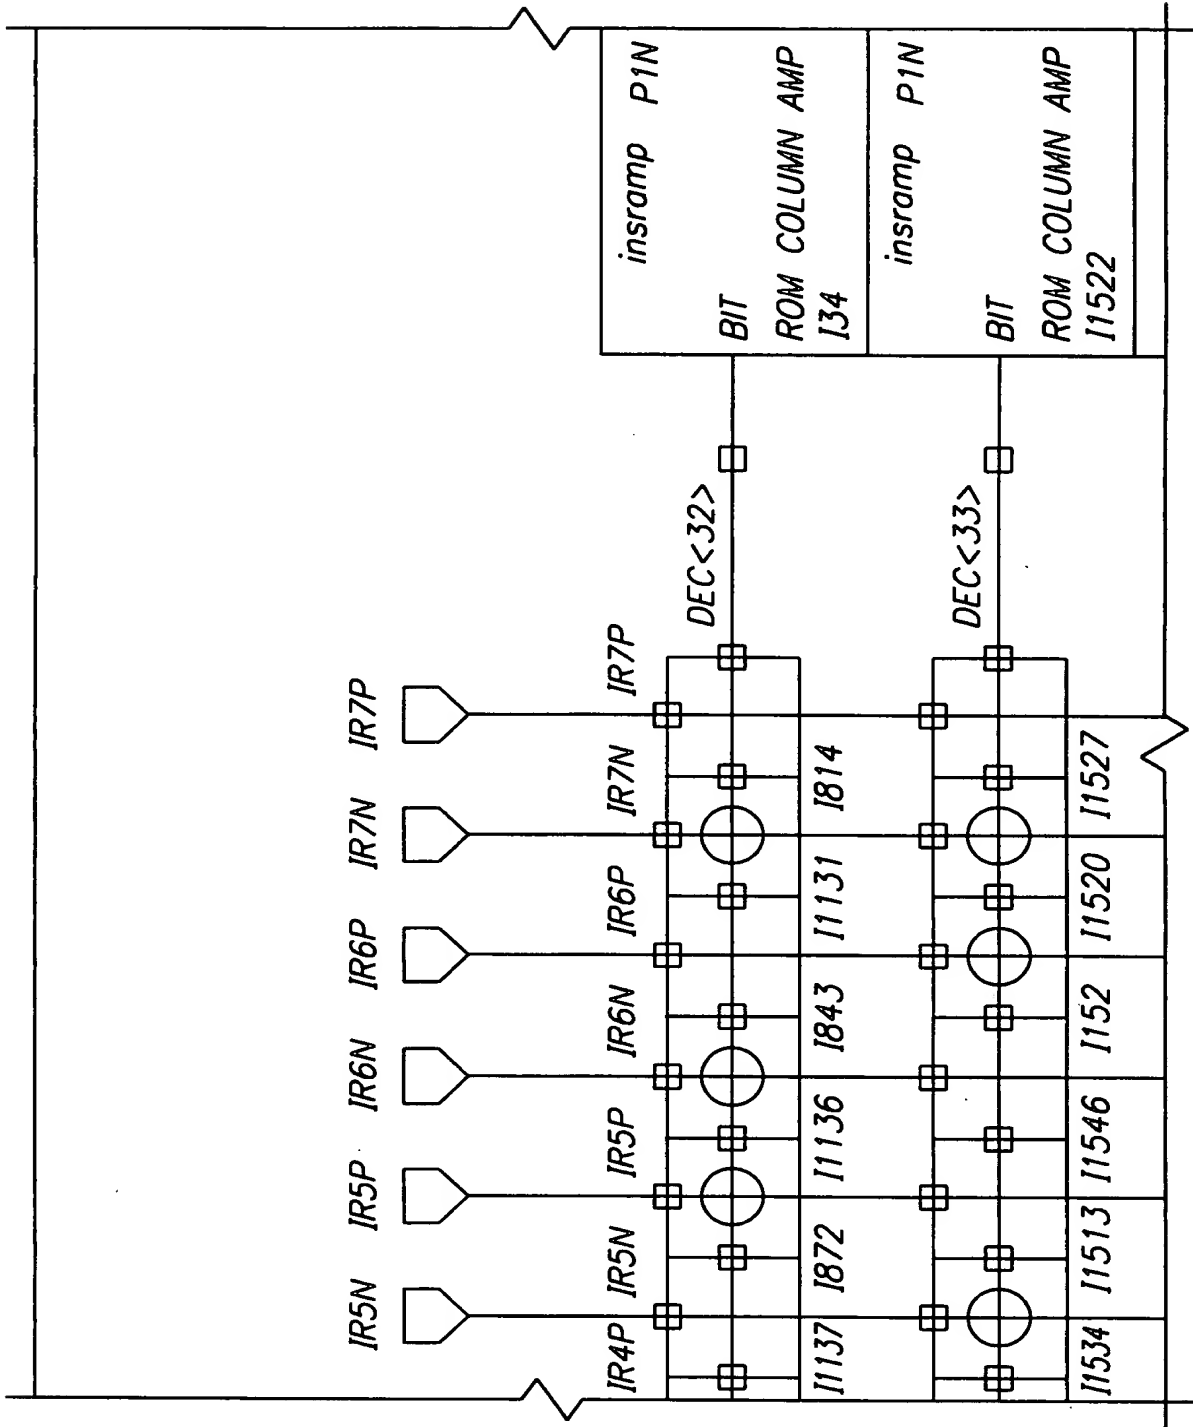 IR5N
IR5P
IR6N
IR6P
IR7N
IR7P
IR4P
IR5N
IR5P
IR6N
IR6P
IR7N
IR7P
DEC<32>
insramp P1N
BIT
ROM COLUMN AMP
I34
I1137
I872
I1136
I843
I1131
I814
DEC<33>
insramp P1N
BIT
ROM COLUMN AMP
I1522
I1534
I1513
I1546
I152
I1520
I1527